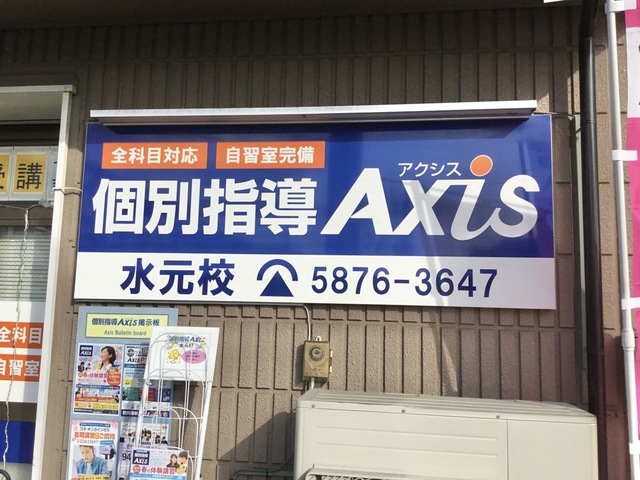 全科目対応 自習室完備
アクシス
個別指導 AXiS
水元校 5876-3647
講
全科目
自習室
個別指導AXiS掲示板
Axis Bulletin board